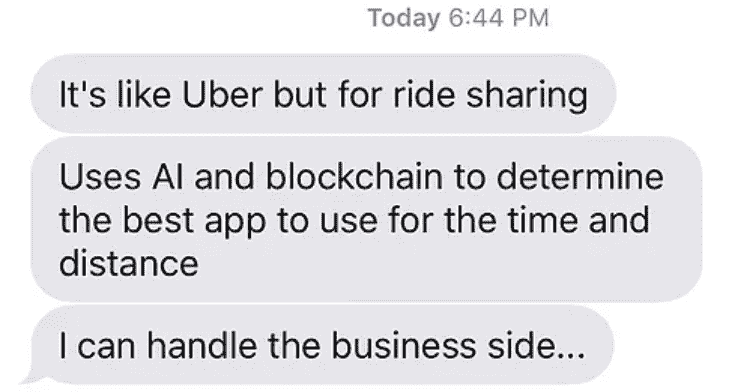 Today 6:44 PM
It's like Uber but for ride sharing
Uses AI and blockchain to determine
the best app to use for the time and
distance
I can handle the business side...